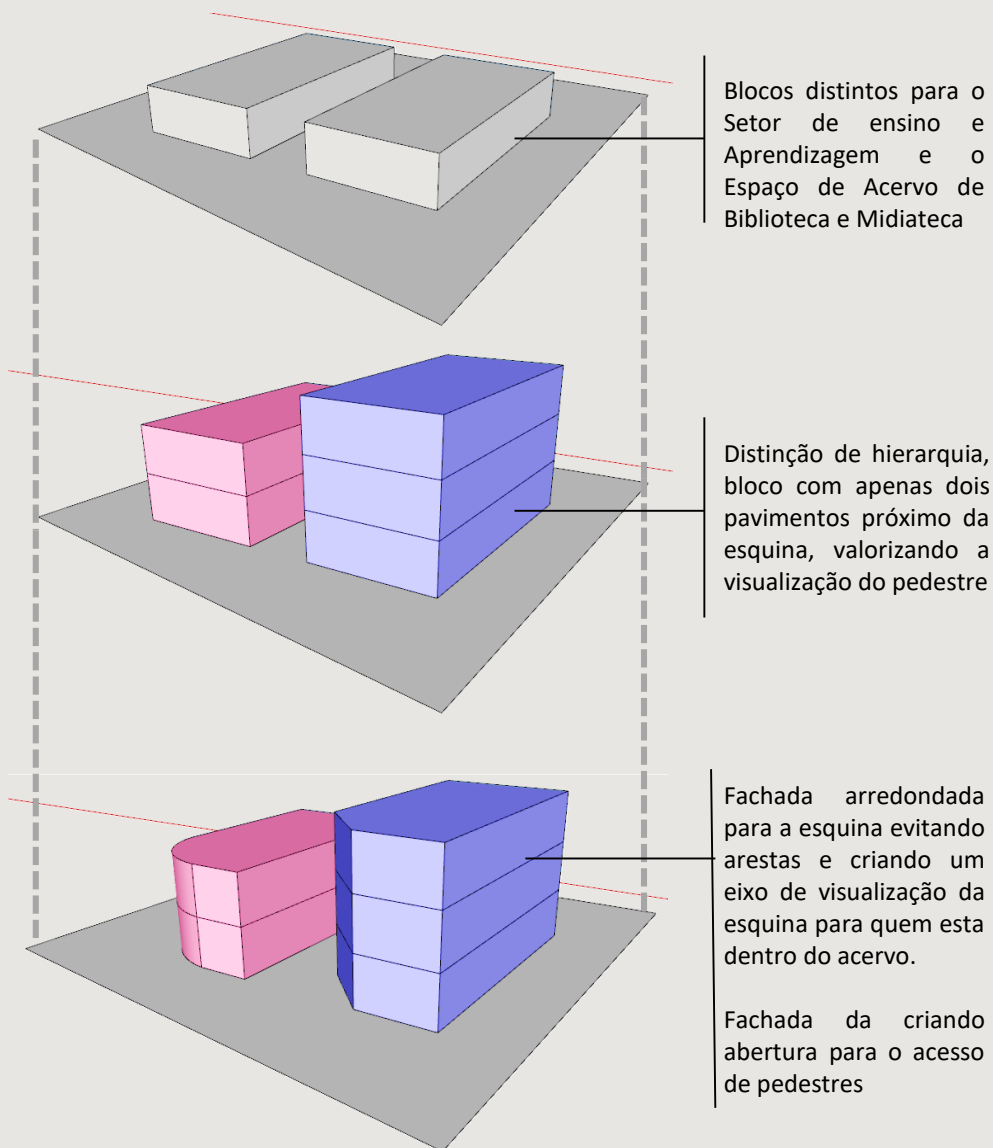 Blocos distintos para o
Setor de ensino e
Aprendizagem e o
Espaço de Acervo de
Biblioteca e Midiateca
Distinção de hierarquia,
bloco com apenas dois
pavimentos próximo da
esquina, valorizando a
visualização do pedestre
Fachada arredondada
para a esquina evitando
arestas e criando um
eixo de visualização da
esquina para quem esta
dentro do acervo.
Fachada da criando
abertura para o acesso
de pedestres